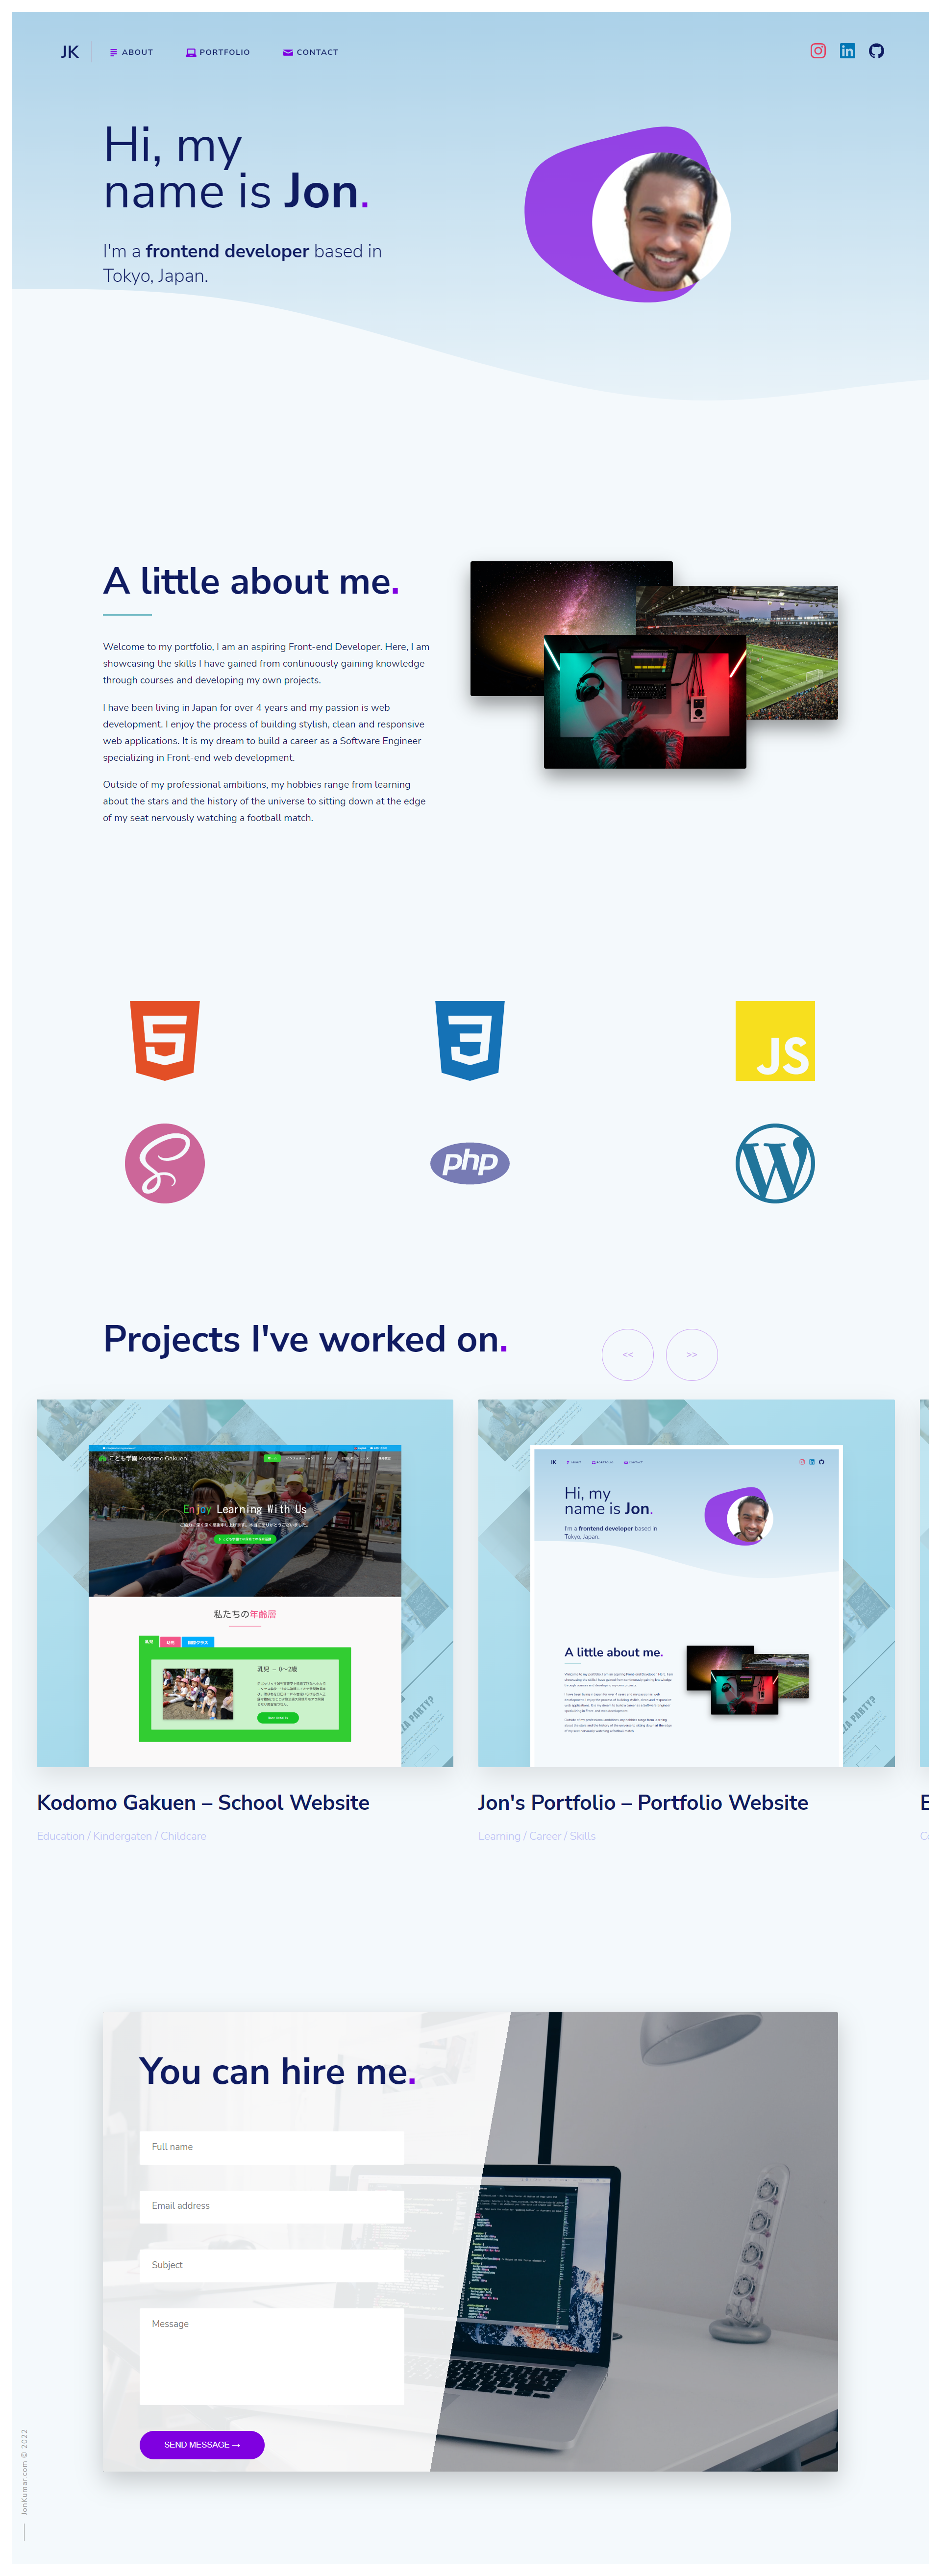 JK
ABOUT
PORTFOLIO
CONTACT
Hi, my
name is Jon.
I'm a frontend developer based in
Tokyo, Japan.
A little about me.
Welcome to my portfolio, I am an aspiring Front-end Developer. Here, I am
showcasing the skills I have gained from continuously gaining knowledge
through courses and developing my own projects.
I have been living in Japan for over 4 years and my passion is web
development. I enjoy the process of building stylish, clean and responsive
web applications. It is my dream to build a career as a Software Engineer
specializing in Front-end web development.
Outside of my professional ambitions, my hobbies range from learning
about the stars and the history of the universe to sitting down at the edge
of my seat nervously watching a football match.
JS
php
Projects I've worked on.
<< >>
こども学園 Kodomo Gakuen
Enjoy Learning With Us
私たちの年齢層
乳児 - 0~2歳
JK
Hi, my
name is Jon.
I'm a frontend developer based in
Tokyo, Japan.
A little about me.
Kodomo Gakuen – School Website
Education / Kindergaten / Childcare
Jon's Portfolio – Portfolio Website
Learning / Career / Skills
You can hire me.
Full name
Email address
Subject
Message
SEND MESSAGE →
JonKumar.com © 2022